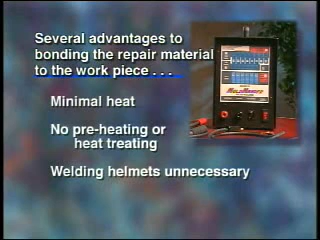 Several advantages to
bonding the repair material
to the work piece . . .
Minimal heat
No pre-heating or
heat treating
Welding helmets unnecessary